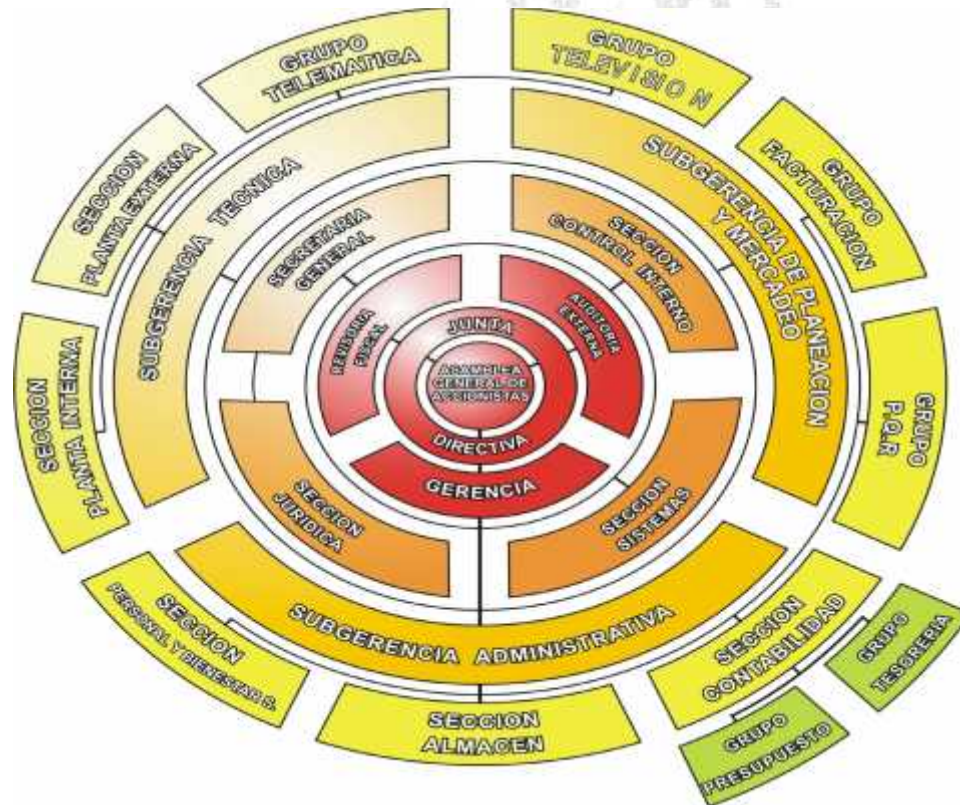 GRUPO
TELEMATICA
GRUPO
TELEVISION
SECCION
PLANTA EXTERNA
SUBGERENCIA TECNICA
SUBGERENCIA DE PLANEACION
Y MERCADEO
GRUPO
FACTURACION
SECRETARIA
GENERAL
SECCION
CONTROL INTERNO
REVISORIA
FISCAL
JUNTA
AUDITORIA
EXTERNA
ASAMBLEA
GENERAL DE
ACCIONISTAS
SECCION
PLANTA INTERNA
GRUPO
P.Q.R
DIRECTIVA
GERENCIA
SECCION
JURIDICA
SECCION
SISTEMAS
SUBGERENCIA ADMINISTRATIVA
SECCION
PERSONAL Y BIENESTAR S.
SECCION
ALMACEN
SECCION
CONTABILIDAD
GRUPO
TESORERIA
GRUPO
PRESUPUESTO